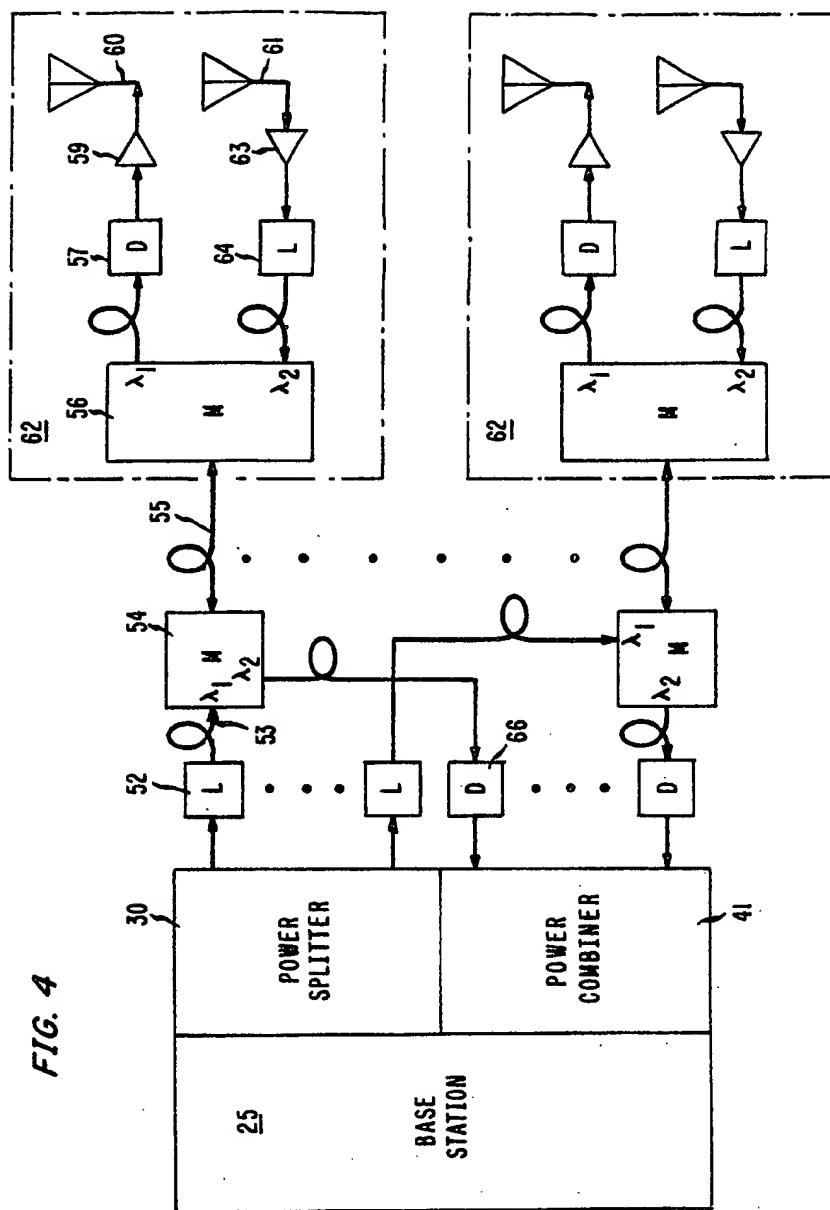 FIG. 4
25
BASE
STATION
30
POWER
SPLITTER
POWER
COMBINER
41
52
L
53
L
D
66
D
54
λ1
M
λ2
λ1
λ2
M
55
62
56
λ1
M
λ2
57
D
59
60
61
63
64
L
62
λ1
M
λ2
D
L